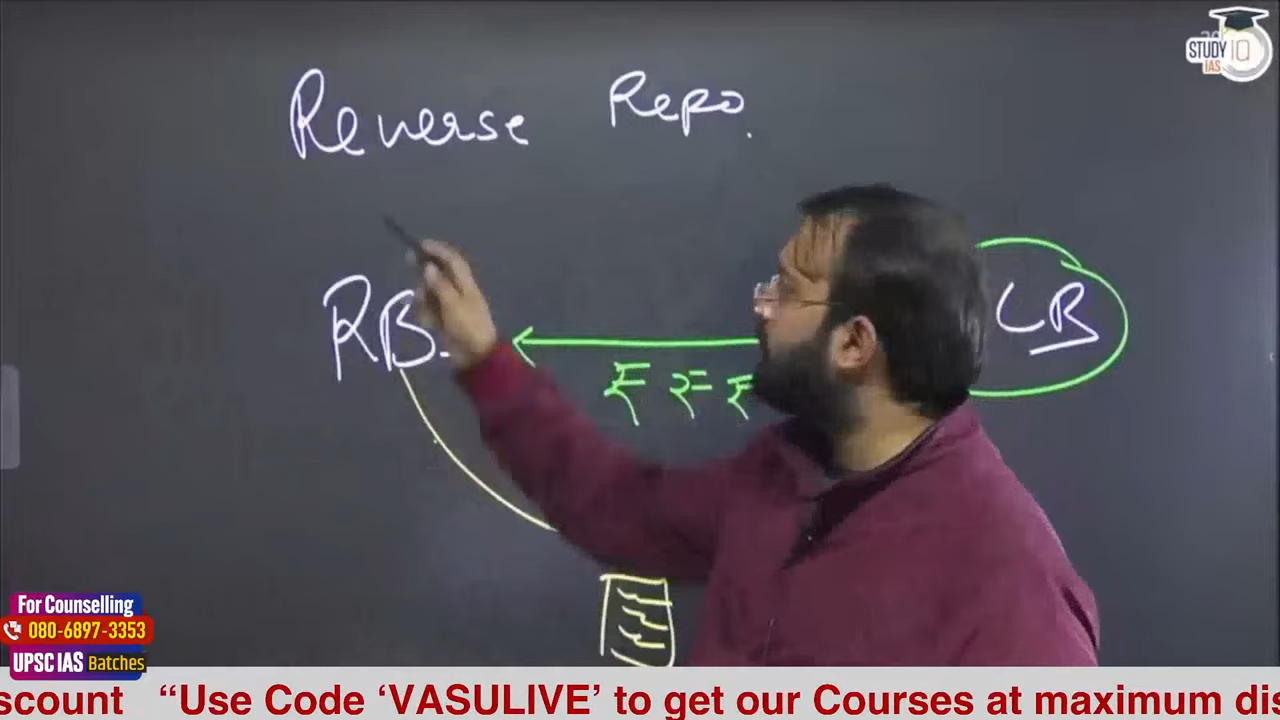 STUDY IQ
IAS
Reverse Repo.
RB
CB
₹ ₹ ₹
For Counselling
080-6897-3353
UPSC IAS Batches
scount “Use Code ‘VASULIVE’ to get our Courses at maximum dis